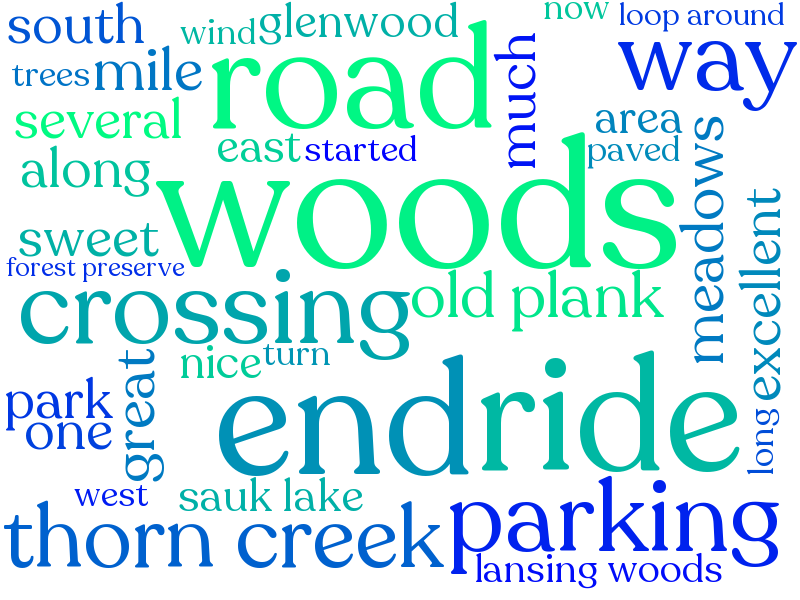 south
wind
glenwood
now
loop around
trees
mile
road
much
way
several
area
along
east
started
paved
woods
meadows
sweet
forest preserve
crossing
old plank
excellent
nice
turn
great
park
one
end
ride
long
west
sauk lake
thorn creek
parking
lansing woods